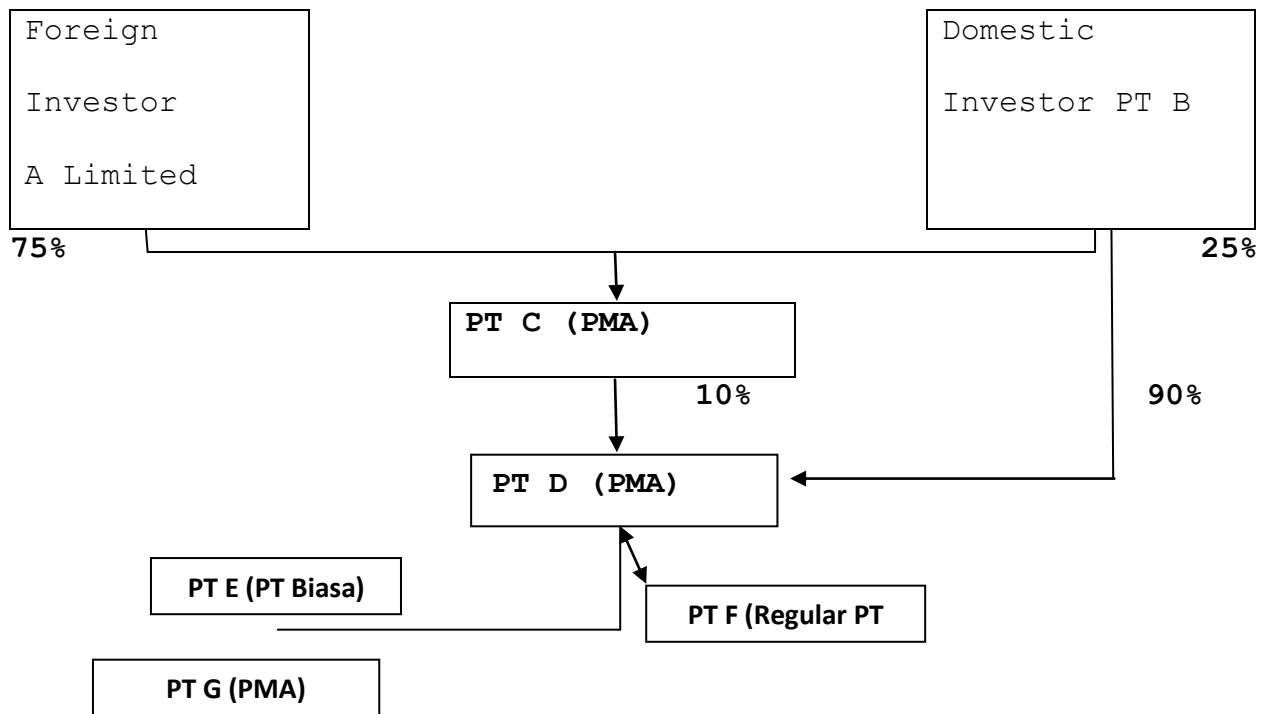 Foreign
Investor
A Limited
Domestic
Investor PT B
75%
25%
PT C (PMA)
10%
90%
PT D (PMA)
PT E (PT Biasa)
PT F (Regular PT
PT G (PMA)